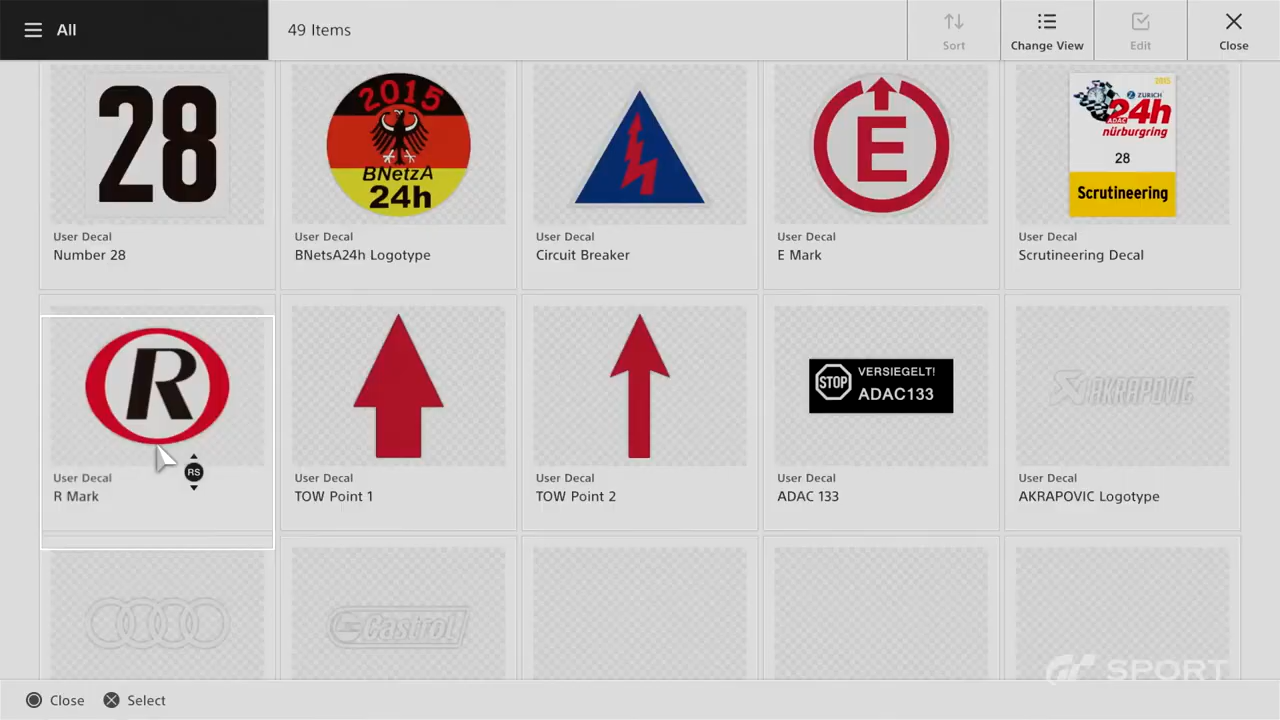 All
49 Items
Sort
Change View
Edit
Close
28
2015
BNetzA
24h
E
2015
ZURICH
24h
ADAC
nürburgring
28
Scrutineering
User Decal
Number 28
User Decal
BNetsA24h Logotype
User Decal
Circuit Breaker
User Decal
E Mark
User Decal
Scrutineering Decal
R
STOP
VERSIEGELT!
ADAC133
AKRAPOVIC
RS
User Decal
R Mark
User Decal
TOW Point 1
User Decal
TOW Point 2
User Decal
ADAC 133
User Decal
AKRAPOVIC Logotype
Castrol
GT SPORT
Close
Select